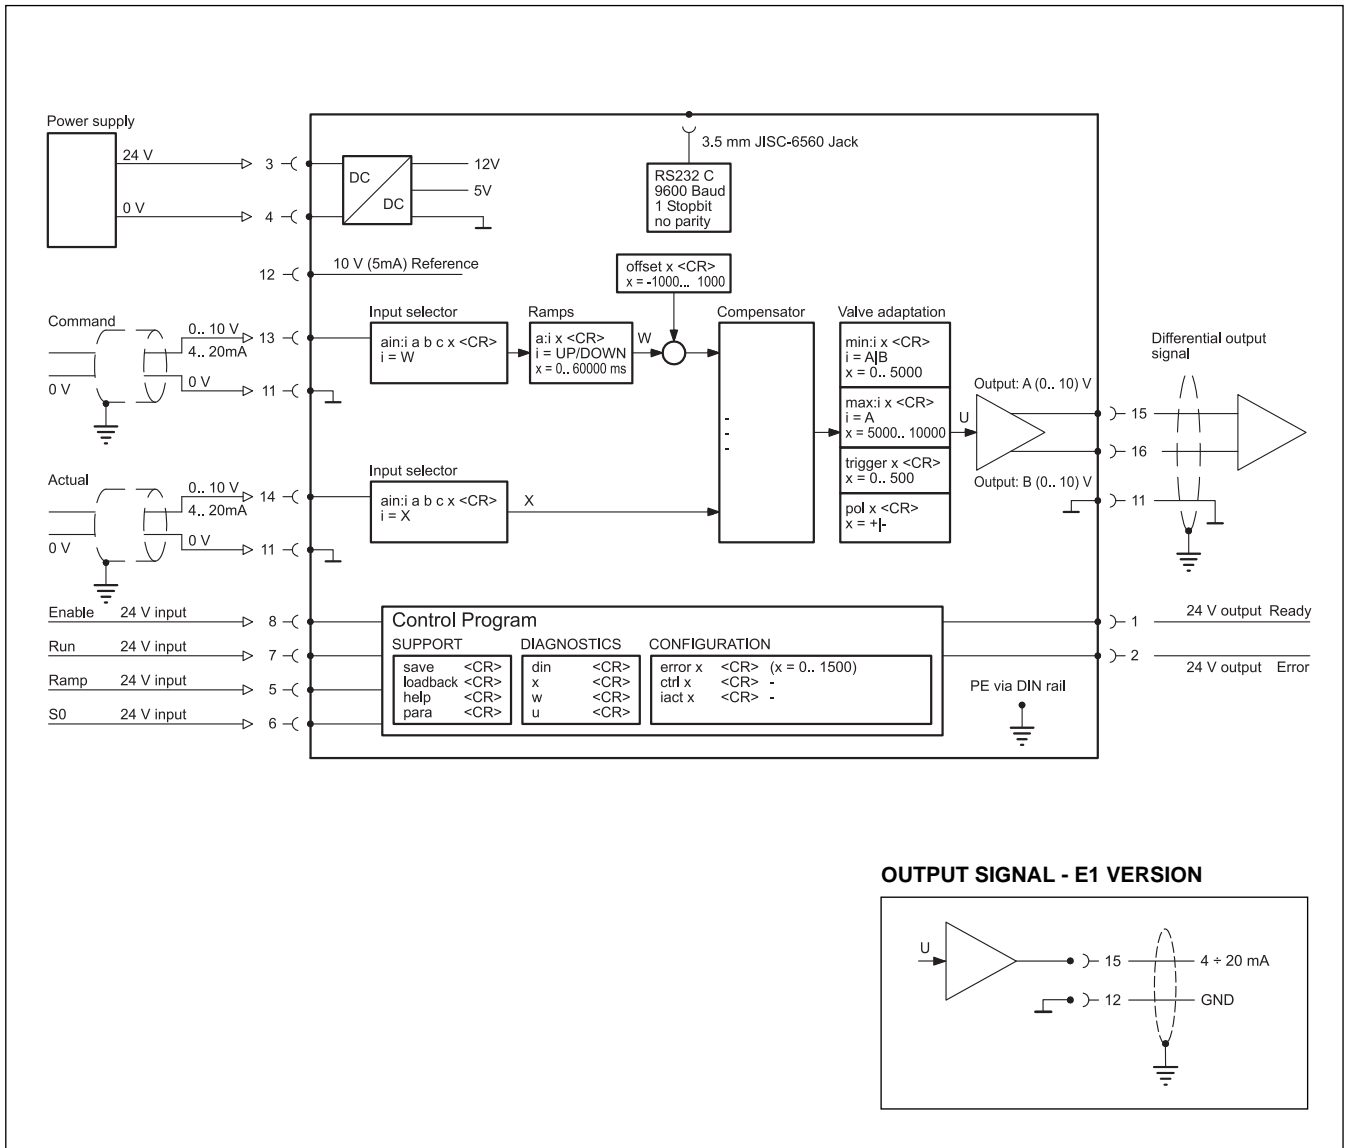 Power supply
24 V
3
0 V
4
DC
DC
12V
5V
3.5 mm JISC-6560 Jack
RS232 C
9600 Baud
1 Stopbit
no parity
12
10 V (5mA) Reference
offset x <CR>
x = -1000... 1000
Command
0.. 10 V
4.. 20mA
0 V
0 V
13
11
Input selector
ain:i a b c x <CR>
i = W
Ramps
a:i x <CR>
i = UP/DOWN
x = 0.. 60000 ms
W
Compensator
-
-
-
Valve adaptation
min:i x <CR>
i = A|B
x = 0.. 5000
max:i x <CR>
i = A
x = 5000.. 10000
trigger x <CR>
x = 0.. 500
pol x <CR>
x = +|-
U
Output: A (0.. 10) V
Output: B (0.. 10) V
15
16
11
Differential output
signal
Actual
0.. 10 V
4.. 20mA
0 V
0 V
14
11
Input selector
ain:i a b c x <CR>
i = X
X
Enable 24 V input 8
Run 24 V input 7
Ramp 24 V input 5
S0 24 V input 6
Control Program
SUPPORT
save <CR>
loadback <CR>
help <CR>
para <CR>
DIAGNOSTICS
din <CR>
x <CR>
w <CR>
u <CR>
CONFIGURATION
error x <CR> (x = 0.. 1500)
ctrl x <CR> -
iact x <CR> -
1 24 V output Ready
2 24 V output Error
PE via DIN rail
OUTPUT SIGNAL - E1 VERSION
U
15 4 ÷ 20 mA
12 GND